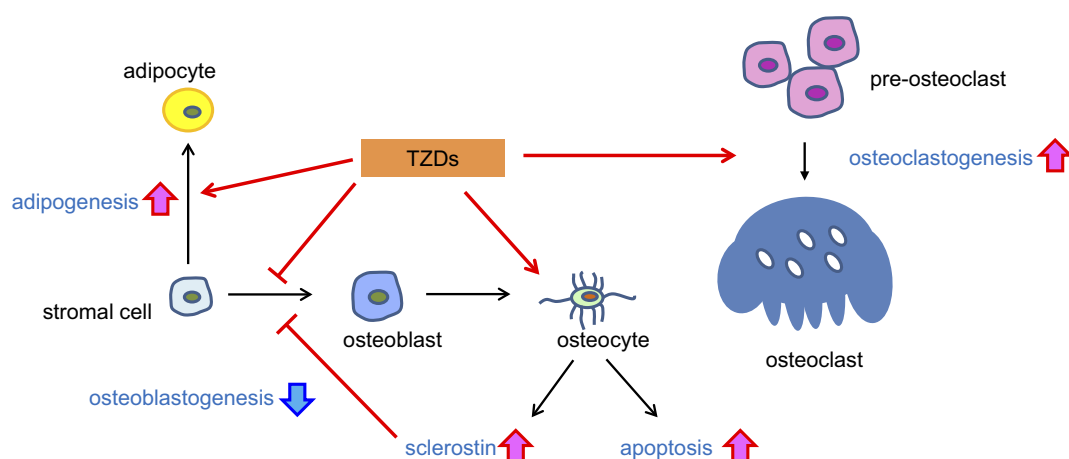 adipocyte
pre-osteoclast
TZDs
osteoclastogenesis
adipogenesis
stromal cell
osteoblast
osteocyte
osteoclast
osteoblastogenesis
sclerostin
apoptosis